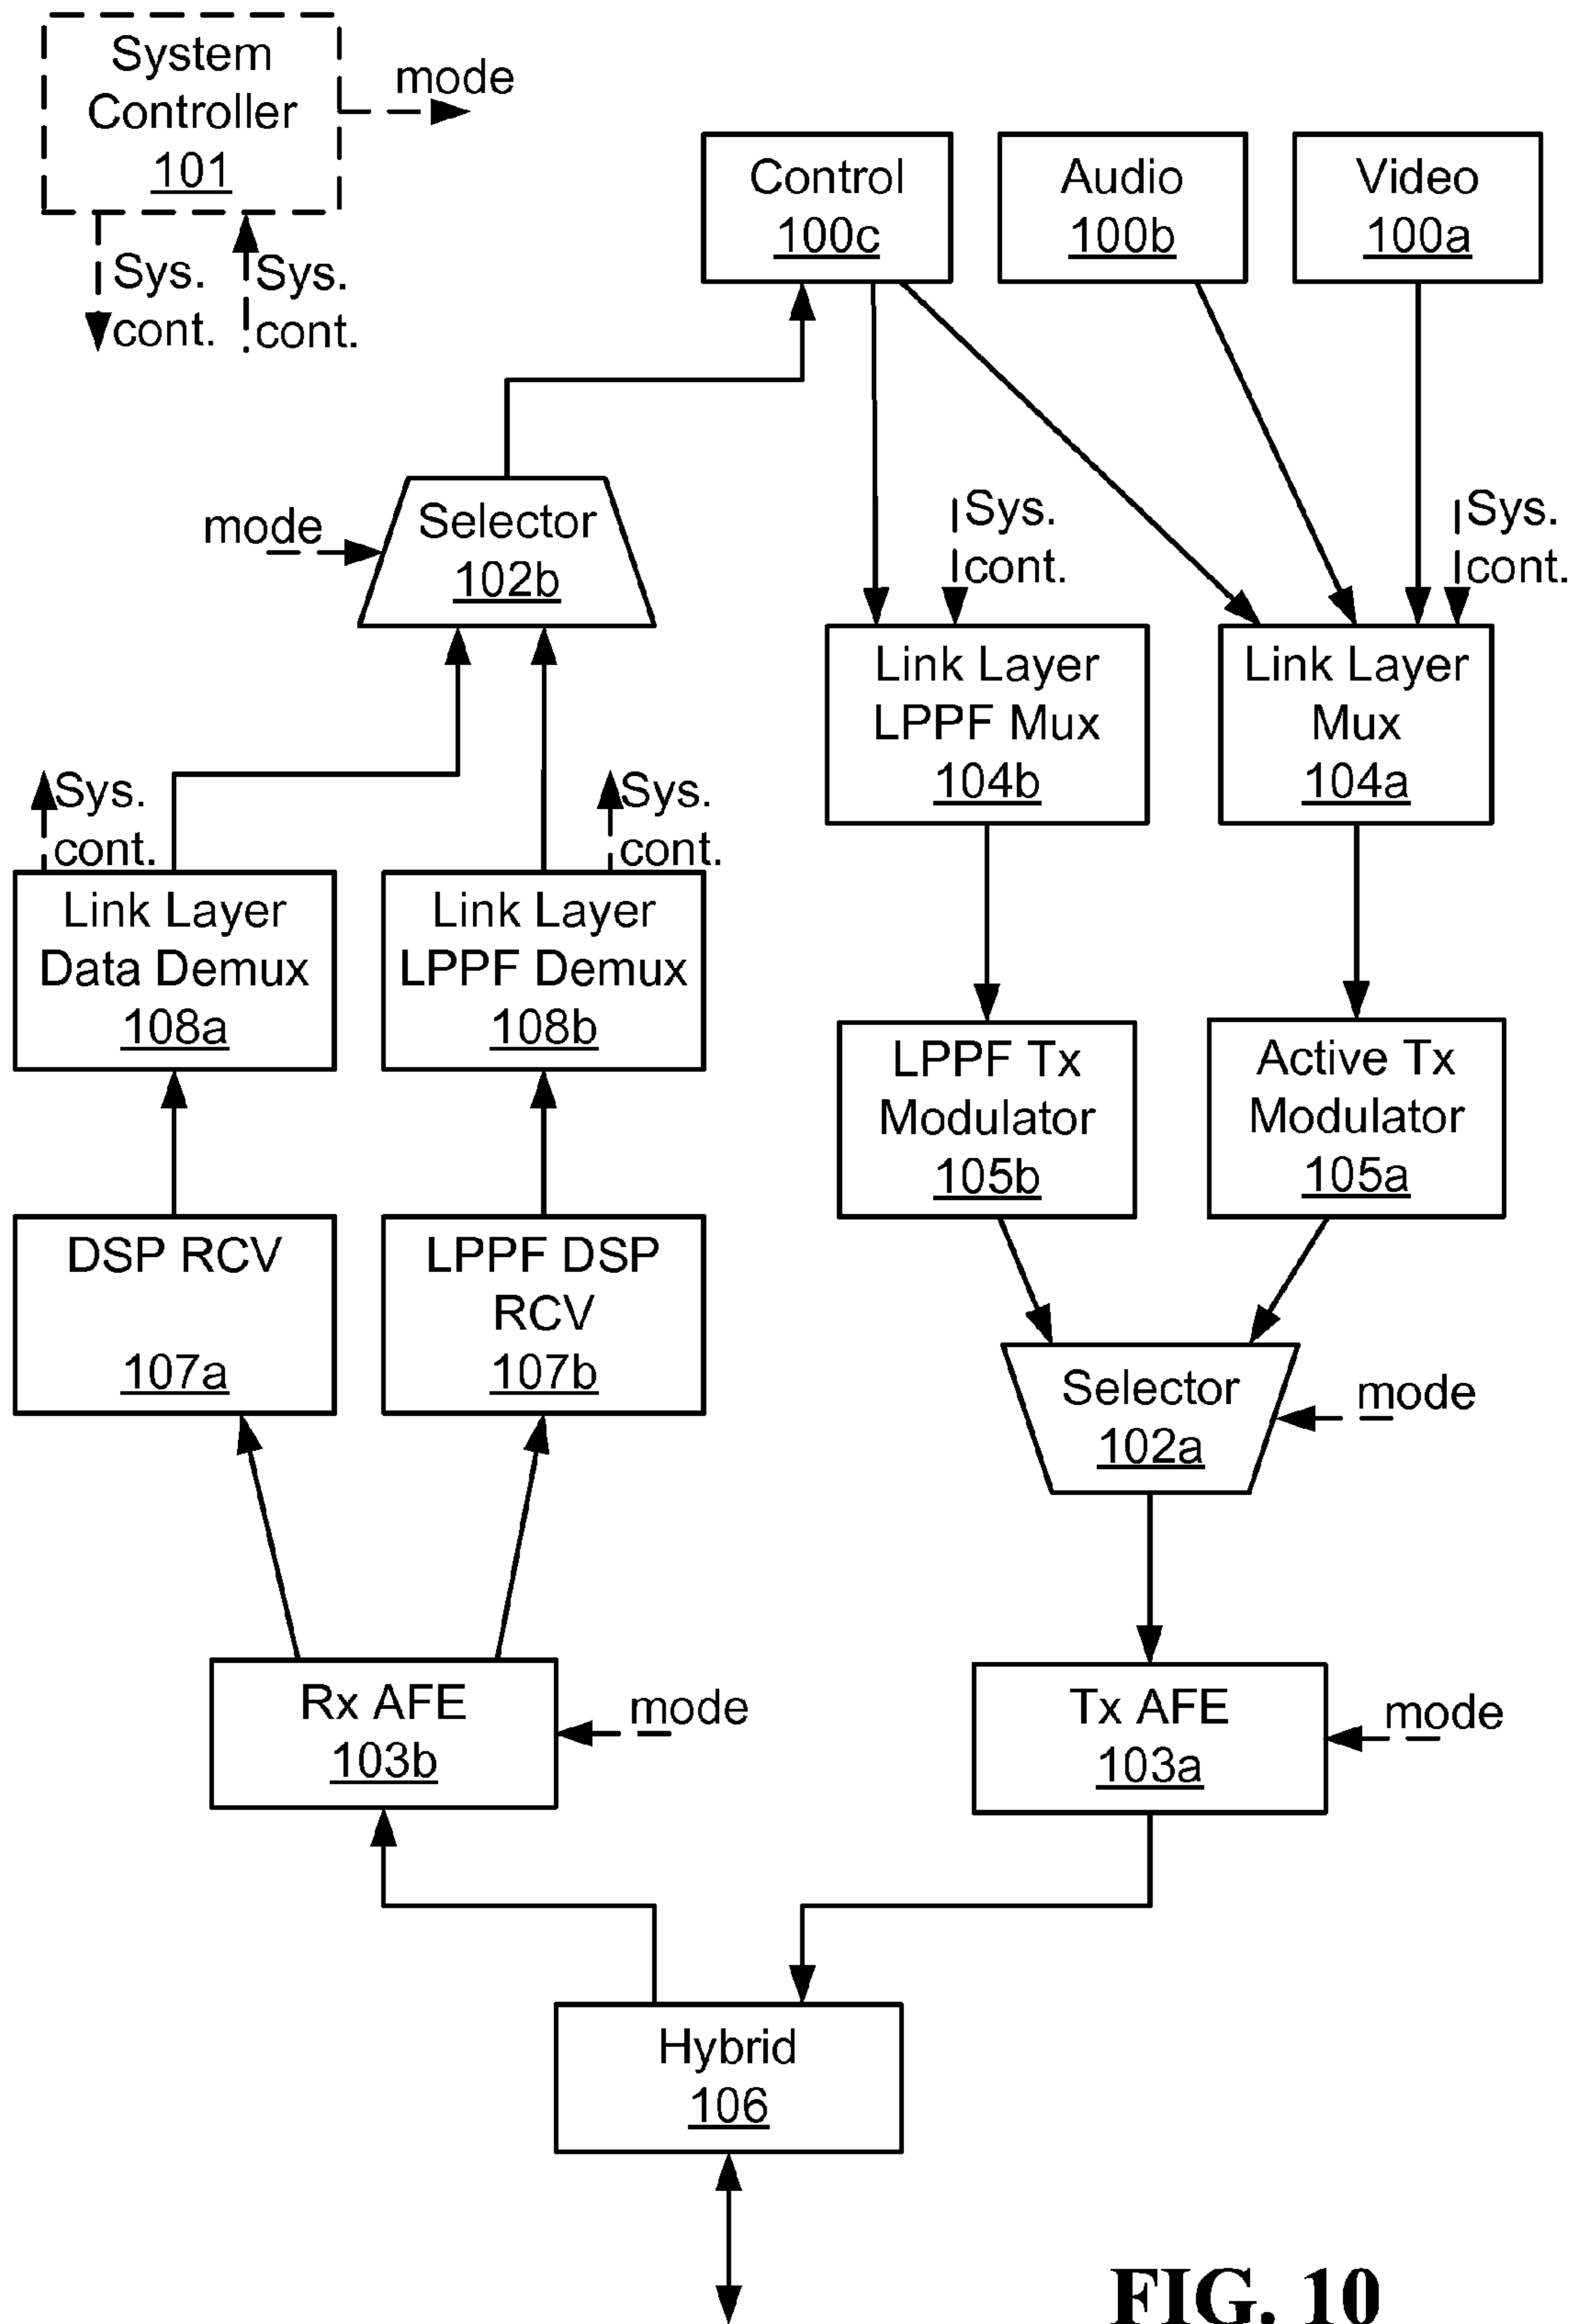 System
Controller
101
mode
Sys.
cont.
Sys.
cont.
Control
100c
Audio
100b
Video
100a
mode
Selector
102b
Sys.
cont.
Sys.
cont.
Link Layer
LPPF Mux
104b
Link Layer
Mux
104a
Sys.
cont.
Sys.
cont.
Link Layer
Data Demux
108a
Link Layer
LPPF Demux
108b
LPPF Tx
Modulator
105b
Active Tx
Modulator
105a
DSP RCV
107a
LPPF DSP
RCV
107b
Selector
102a
mode
Rx AFE
103b
mode
Tx AFE
103a
mode
Hybrid
106
FIG. 10